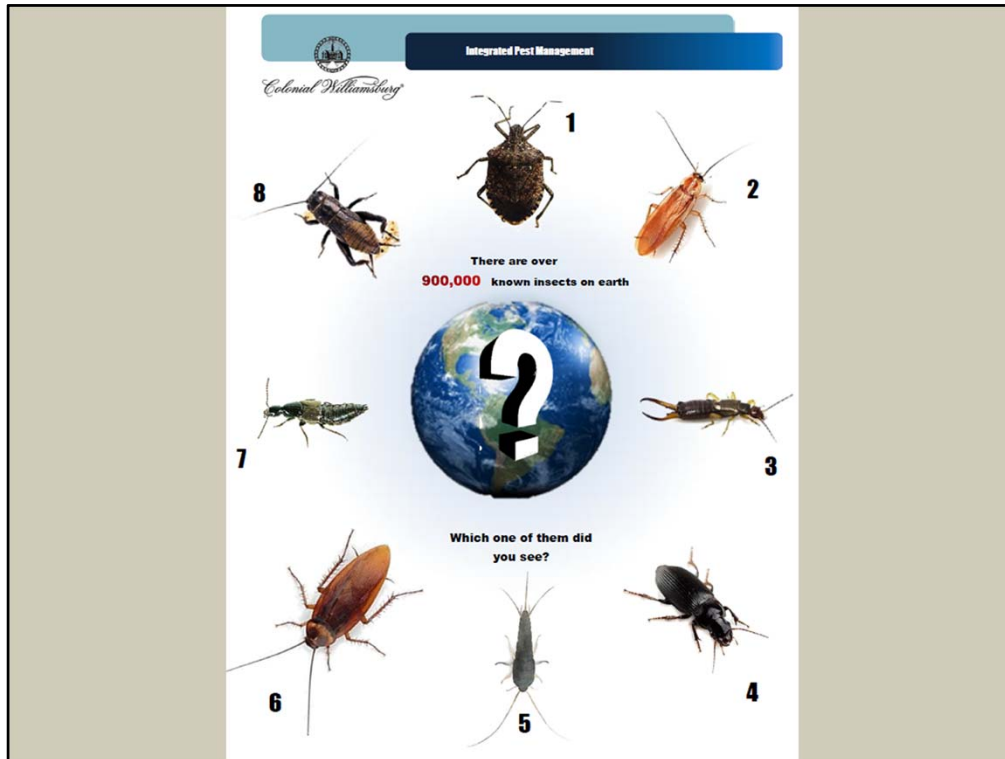 Integrated Pest Management
Colonial Williamsburg
1
8
2
There are over
900,000 known insects on earth
?
7
3
Which one of them did
you see?
6
5
4